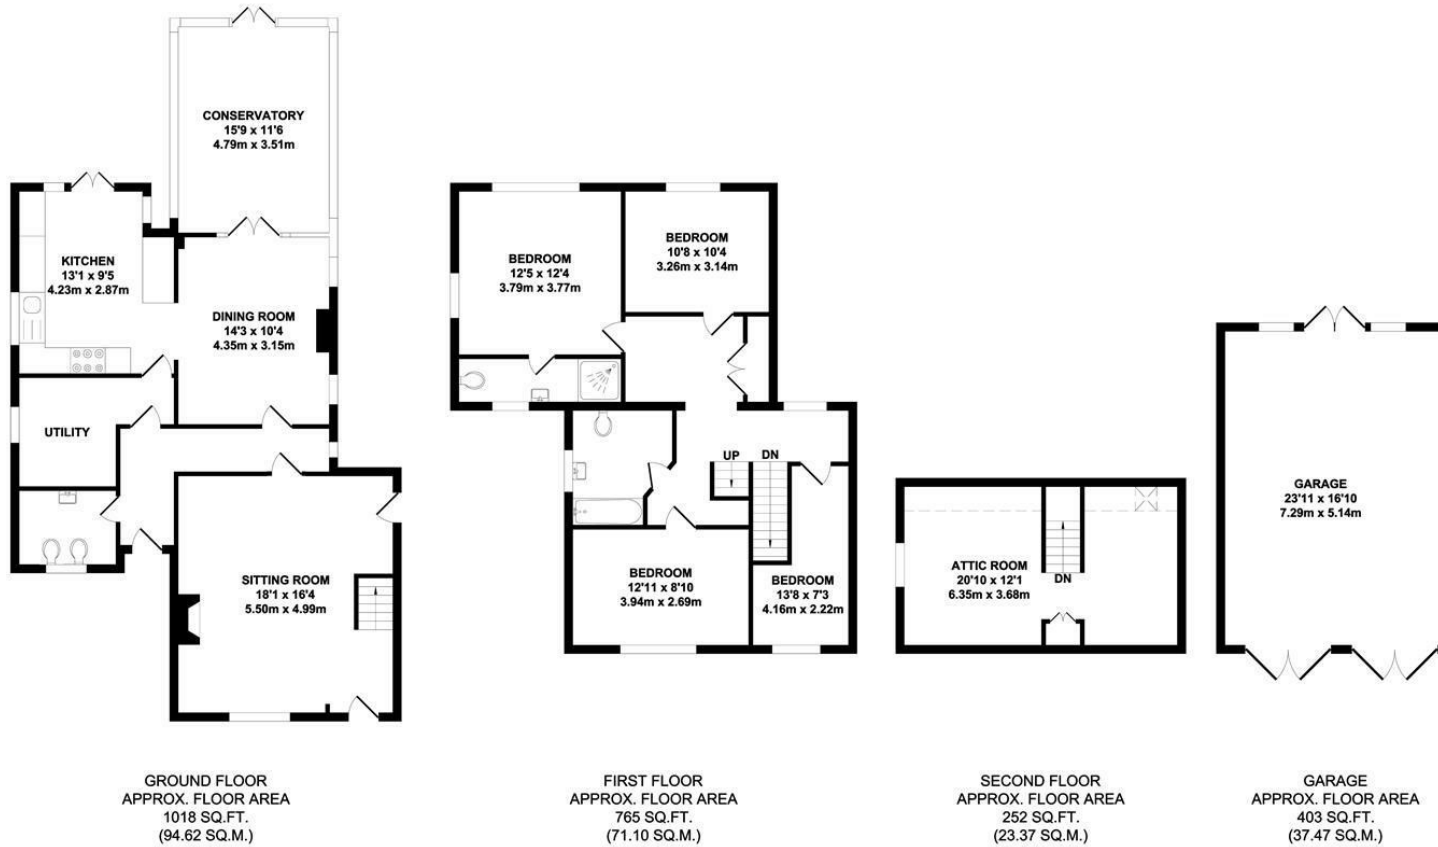 CONSERVATORY
15'9 x 11'6
4.79m x 3.51m
KITCHEN
13'1 x 9'5
4.23m x 2.87m
DINING ROOM
14'3 x 10'4
4.35m x 3.15m
UTILITY
SITTING ROOM
18'1 x 16'4
5.50m x 4.99m
GROUND FLOOR
APPROX. FLOOR AREA
1018 SQ.FT.
(94.62 SQ.M.)
BEDROOM
12'5 x 12'4
3.79m x 3.77m
BEDROOM
10'8 x 10'4
3.26m x 3.14m
UP
DN
BEDROOM
12'11 x 8'10
3.94m x 2.69m
BEDROOM
13'8 x 7'3
4.16m x 2.22m
FIRST FLOOR
APPROX. FLOOR AREA
765 SQ.FT.
(71.10 SQ.M.)
ATTIC ROOM
20'10 x 12'1
6.35m x 3.68m
DN
SECOND FLOOR
APPROX. FLOOR AREA
252 SQ.FT.
(23.37 SQ.M.)
GARAGE
23'11 x 16'10
7.29m x 5.14m
GARAGE
APPROX. FLOOR AREA
403 SQ.FT.
(37.47 SQ.M.)